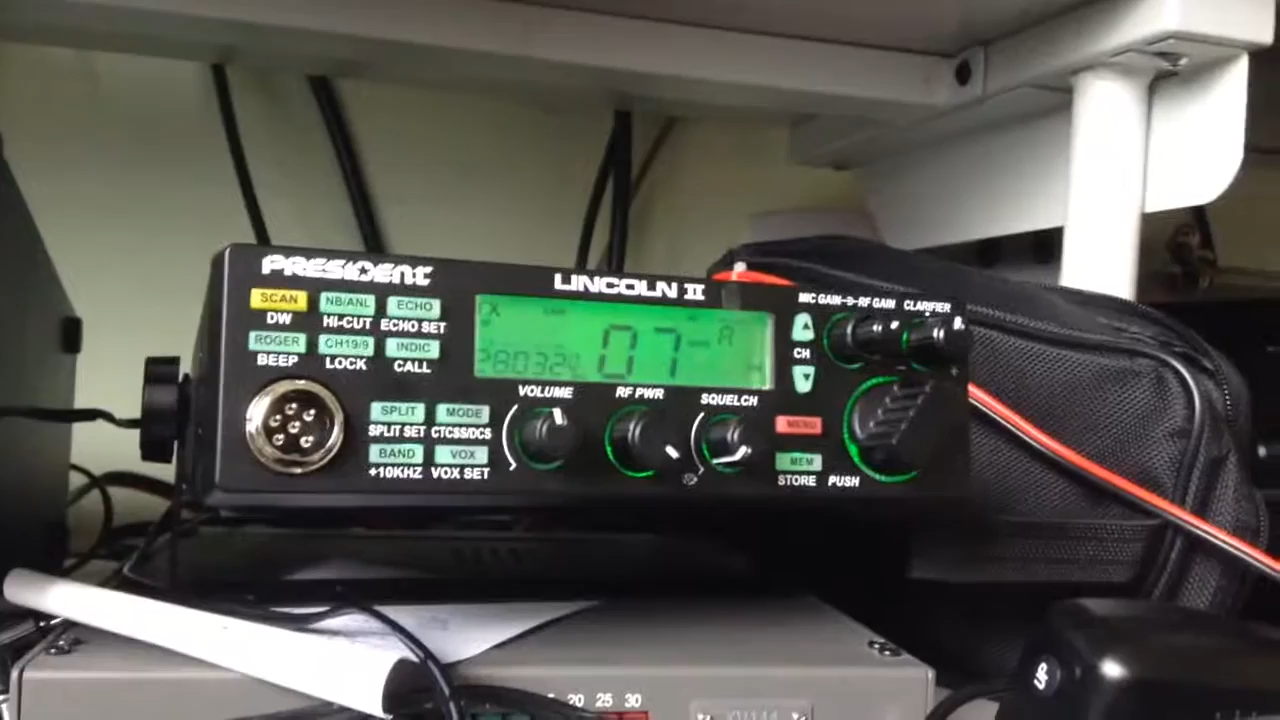 PRESIDENT
LINCOLN II
SCAN NB/ANL ECHO
DW HI-CUT ECHO SET
ROGER CH19/9 INDIC
BEEP LOCK CALL
TX
07- A
280324
MIC GAIN RF GAIN CLARIFIER
CH
VOLUME RF PWR SQUELCH
SPLIT MODE
SPLIT SET CTCSS/DCS
BAND VOX
+10KHZ VOX SET
MENU
MEM
STORE PUSH
20 25 30
UP